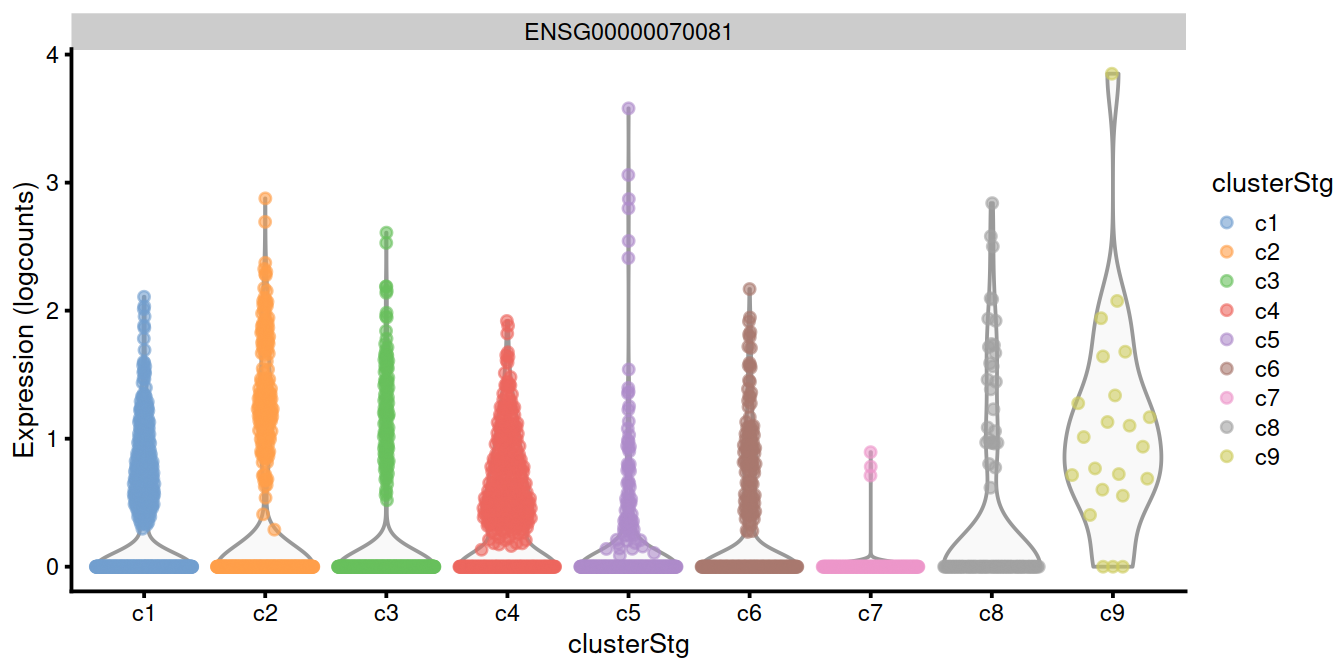 ENSG00000070081
4
3
2
1
0
Expression (logcounts)
c1 c2 c3 c4 c5 c6 c7 c8 c9
clusterStg
clusterStg
c1
c2
c3
c4
c5
c6
c7
c8
c9